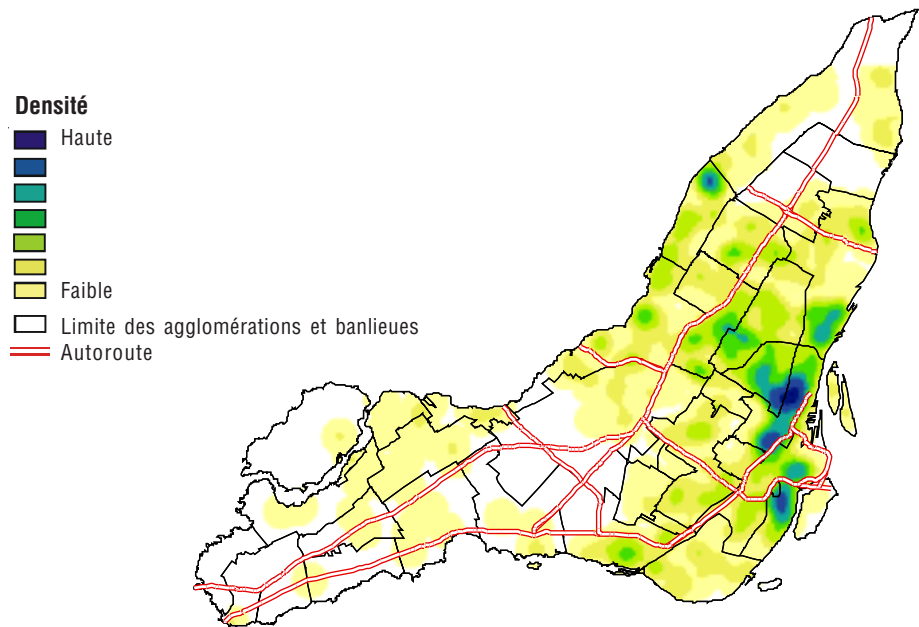 Densité
Haute
Faible
Limite des agglomérations et banlieues
Autoroute